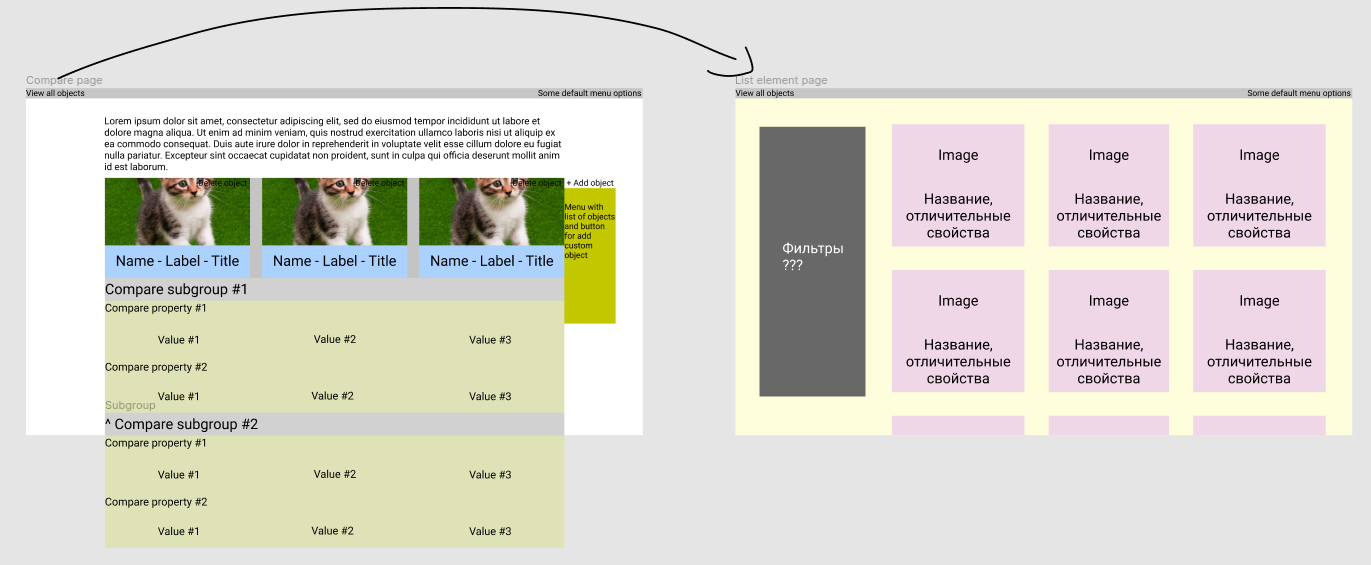 Compare page
View all objects
Some default menu options
Lorem ipsum dolor sit amet, consectetur adipiscing elit, sed do eiusmod tempor incididunt ut labore et
dolore magna aliqua. Ut enim ad minim veniam, quis nostrud exercitation ullamco laboris nisi ut aliquip ex
ea commodo consequat. Duis aute irure dolor in reprehenderit in voluptate velit esse cillum dolore eu fugiat
nulla pariatur. Excepteur sint occaecat cupidatat non proident, sunt in culpa qui officia deserunt mollit anim
id est laborum.
Delete object
Delete object
Delete object
+ Add object
Name - Label - Title
Name - Label - Title
Name - Label - Title
Menu with
list of objects
and button
for add
custom
object
Compare subgroup #1
Compare property #1
Value #1
Value #2
Value #3
Compare property #2
Value #1
Value #2
Value #3
Subgroup
^ Compare subgroup #2
Compare property #1
Value #1
Value #2
Value #3
Compare property #2
Value #1
Value #2
Value #3
List element page
View all objects
Some default menu options
Фильтры
???
Image
Название,
отличительные
свойства
Image
Название,
отличительные
свойства
Image
Название,
отличительные
свойства
Image
Название,
отличительные
свойства
Image
Название,
отличительные
свойства
Image
Название,
отличительные
свойства